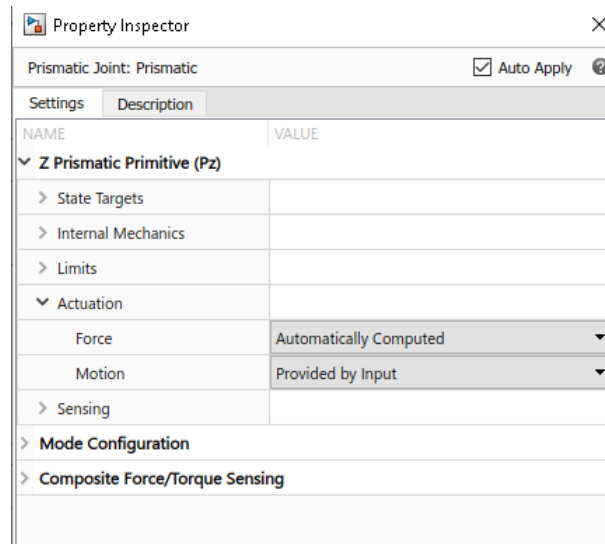 Property Inspector
Prismatic Joint: Prismatic
Auto Apply
Settings Description
NAME VALUE
Z Prismatic Primitive (Pz)
State Targets
Internal Mechanics
Limits
Actuation
Force Automatically Computed
Motion Provided by Input
Sensing
Mode Configuration
Composite Force/Torque Sensing